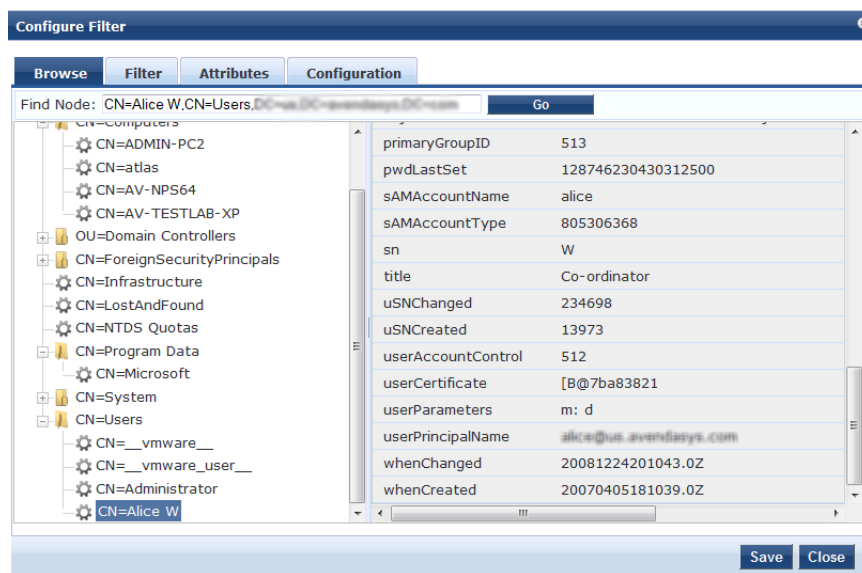 Configure Filter
Browse Filter Attributes Configuration
Find Node: CN=Alice W,CN=Users, Go
CN=Computers
CN=ADMIN-PC2
CN=atlas
CN=AV-NPS64
CN=AV-TESTLAB-XP
OU=Domain Controllers
CN=ForeignSecurityPrincipals
CN=Infrastructure
CN=LostAndFound
CN=NTDS Quotas
CN=Program Data
CN=Microsoft
CN=System
CN=Users
CN=__vmware__
CN=__vmware_user__
CN=Administrator
CN=Alice W
primaryGroupID 513
pwdLastSet 128746230430312500
sAMAccountName alice
sAMAccountType 805306368
sn W
title Co-ordinator
uSNChanged 234698
uSNCreated 13973
userAccountControl 512
userCertificate [B@7ba83821
userParameters m: d
userPrincipalName
whenChanged 20081224201043.0Z
whenCreated 20070405181039.0Z
Save Close